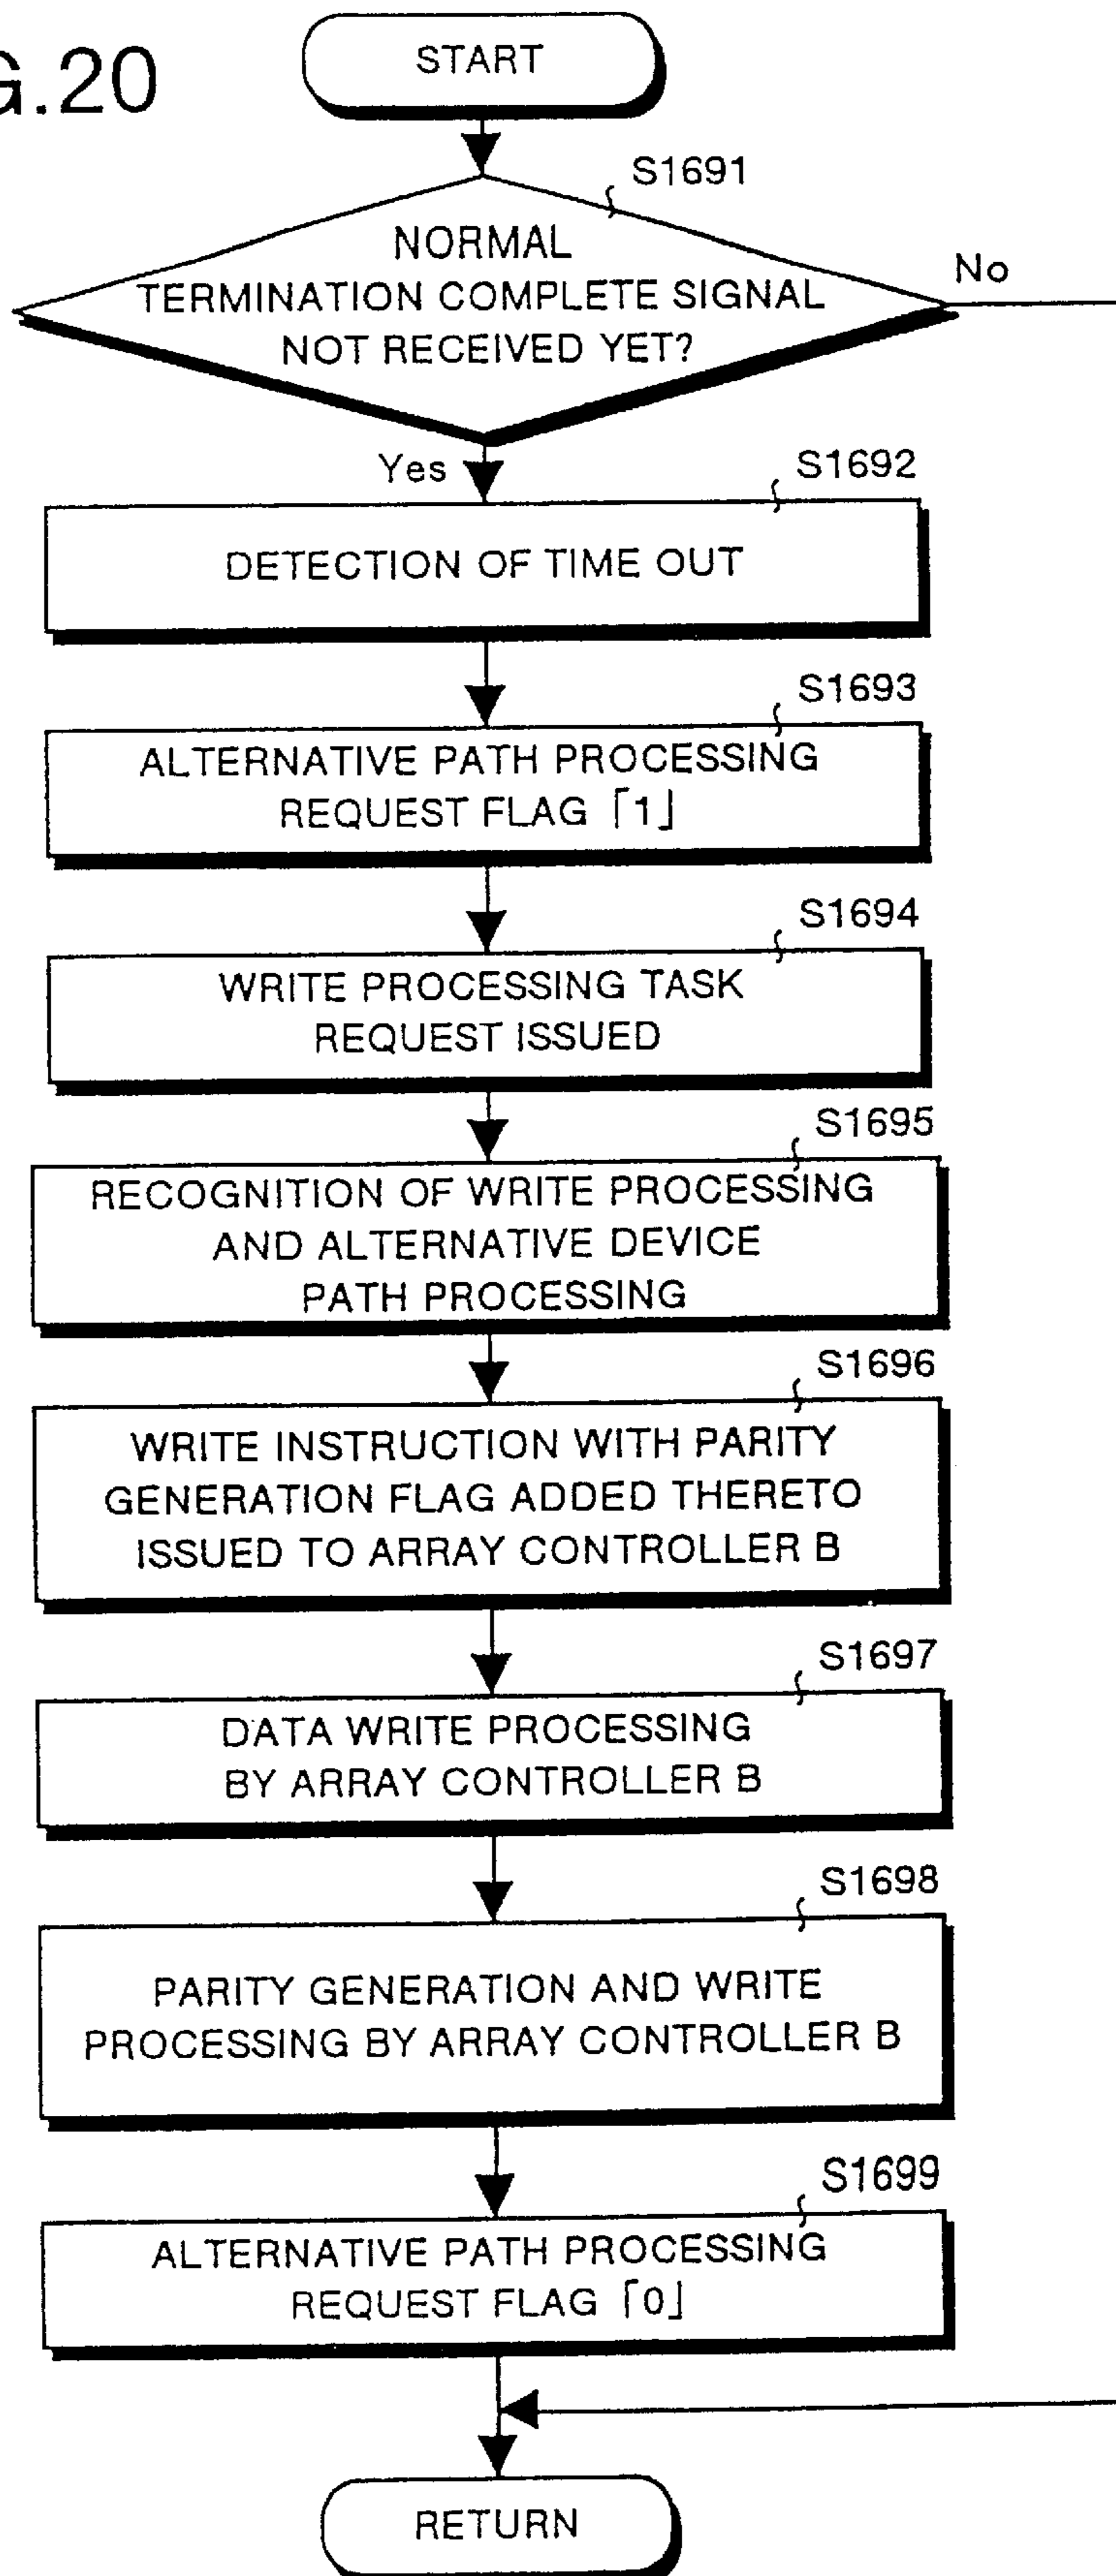 G.20
START
S1691
NORMAL
TERMINATION COMPLETE SIGNAL
NOT RECEIVED YET?
No
Yes
S1692
DETECTION OF TIME OUT
S1693
ALTERNATIVE PATH PROCESSING
REQUEST FLAG「1」
S1694
WRITE PROCESSING TASK
REQUEST ISSUED
S1695
RECOGNITION OF WRITE PROCESSING
AND ALTERNATIVE DEVICE
PATH PROCESSING
S1696
WRITE INSTRUCTION WITH PARITY
GENERATION FLAG ADDED THERETO
ISSUED TO ARRAY CONTROLLER B
S1697
DATA WRITE PROCESSING
BY ARRAY CONTROLLER B
S1698
PARITY GENERATION AND WRITE
PROCESSING BY ARRAY CONTROLLER B
S1699
ALTERNATIVE PATH PROCESSING
REQUEST FLAG「0」
RETURN